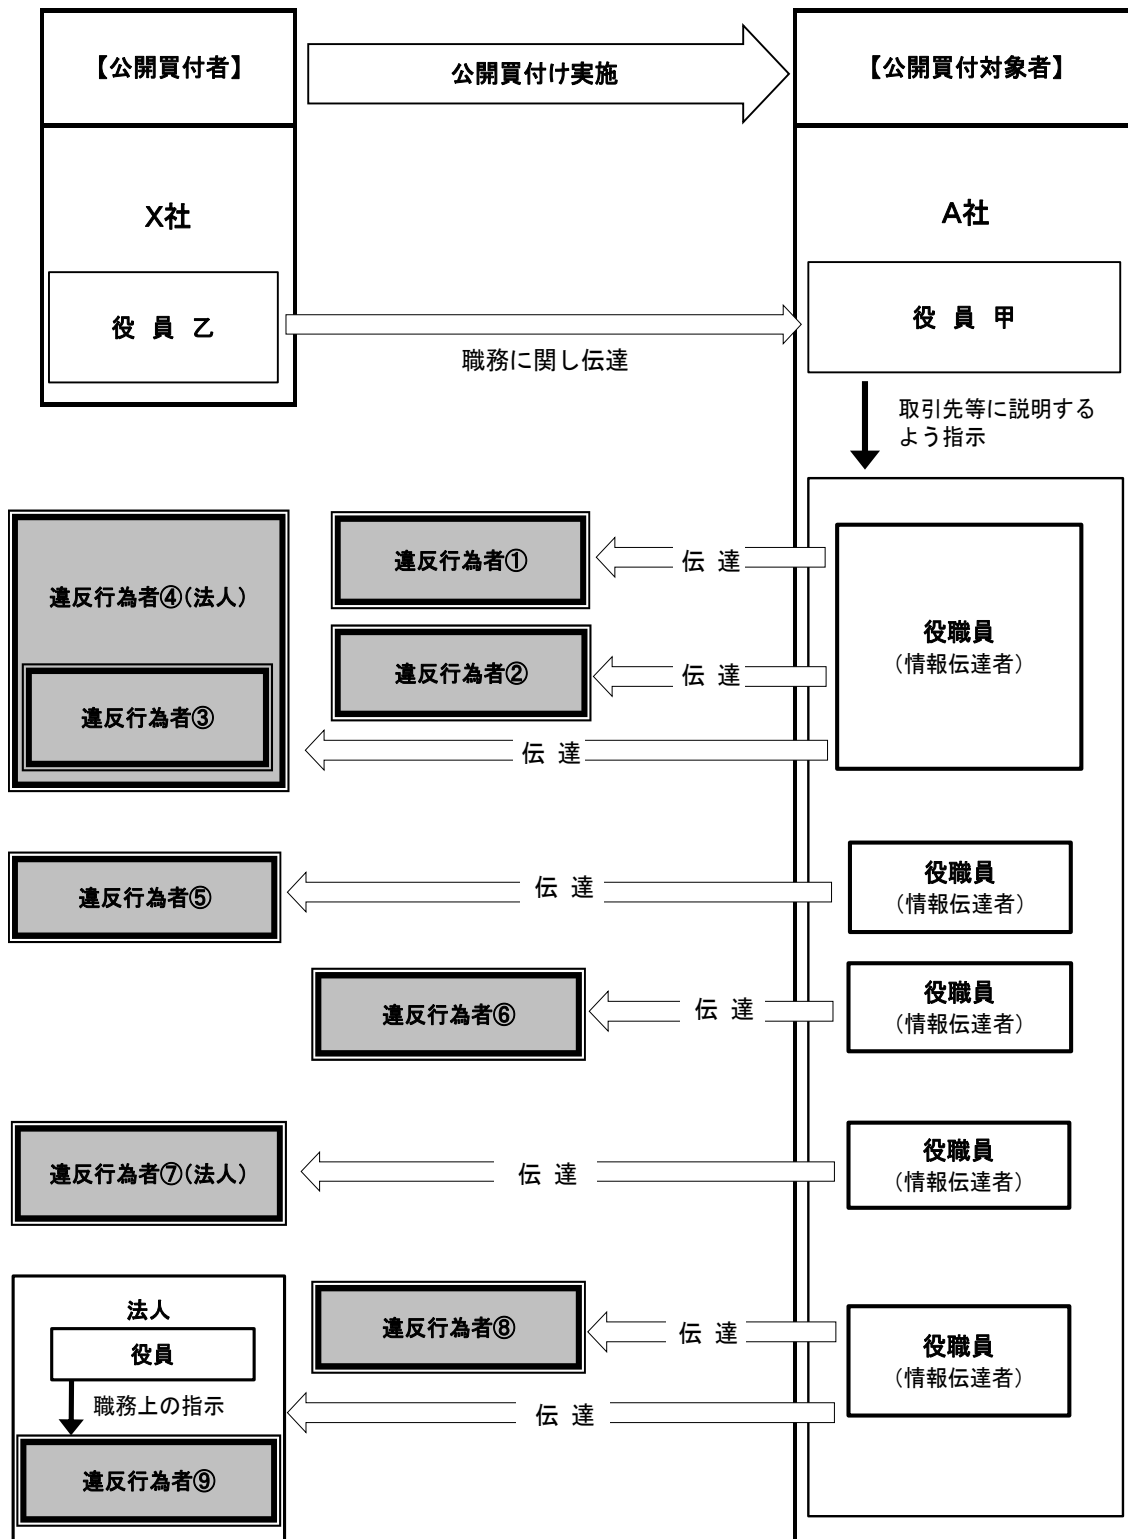 【公開買付者】
公開買付け実施
【公開買付対象者】
X社
A社
役 員 乙
役 員 甲
職務に関し伝達
取引先等に説明する
よう指示
違反行為者①
伝 達
違反行為者④(法人)
役職員
(情報伝達者)
違反行為者②
伝 達
違反行為者③
伝 達
違反行為者⑤
伝 達
役職員
(情報伝達者)
違反行為者⑥
伝 達
役職員
(情報伝達者)
違反行為者⑦(法人)
伝 達
役職員
(情報伝達者)
法人
役員
違反行為者⑧
伝 達
役職員
(情報伝達者)
職務上の指示
伝 達
違反行為者⑨